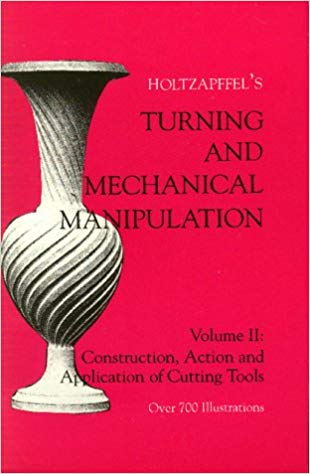 HOLTZAPFFEL'S
TURNING
AND
MECHANICAL
MANIPULATION
Volume II:
Construction, Action and
Application of Cutting Tools
Over 700 Illustrations